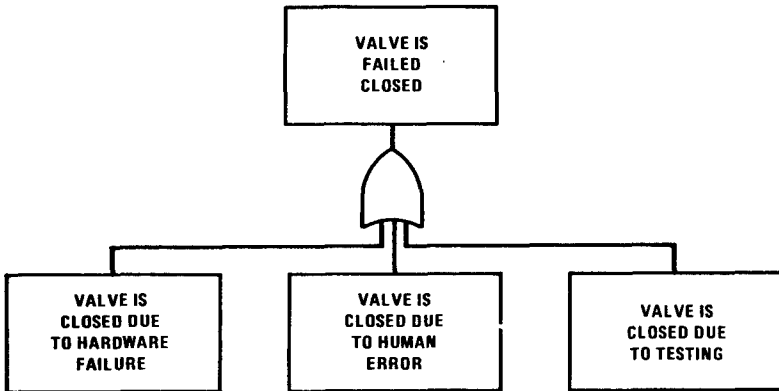 VALVE IS
FAILED
CLOSED
VALVE IS
CLOSED DUE
TO HARDWARE
FAILURE
VALVE IS
CLOSED DUE
TO HUMAN
ERROR
VALVE IS
CLOSED DUE
TO TESTING